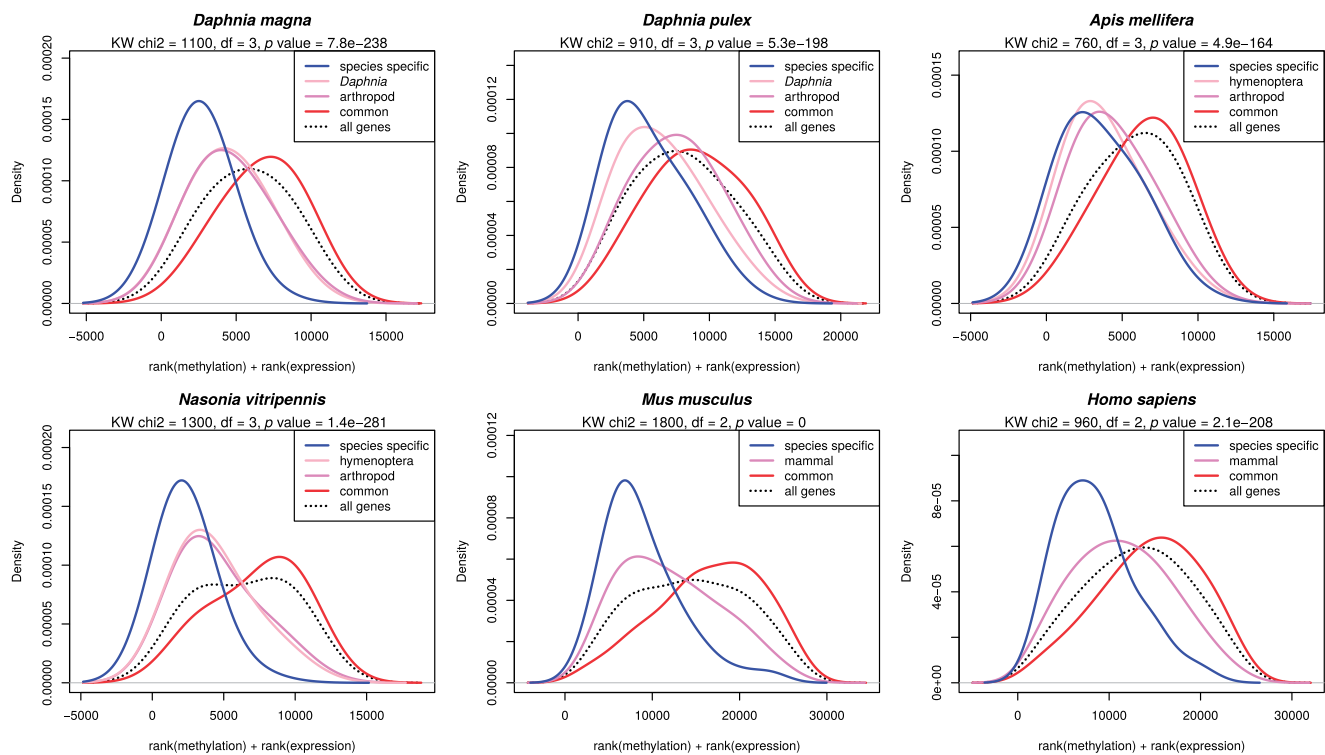 Daphnia magna
KW chi2 = 1100, df = 3, p value = 7.8e−238
Density
0.00000
0.00005
0.00010
0.00015
0.00020
species specific
Daphnia
arthropod
common
all genes
−5000 0 5000 10000 15000
rank(methylation) + rank(expression)
Daphnia pulex
KW chi2 = 910, df = 3, p value = 5.3e−198
Density
0.00000
0.00004
0.00008
0.00012
species specific
Daphnia
arthropod
common
all genes
0 5000 10000 15000 20000
rank(methylation) + rank(expression)
Apis mellifera
KW chi2 = 760, df = 3, p value = 4.9e−164
Density
0.00000
0.00005
0.00010
0.00015
species specific
hymenoptera
arthropod
common
all genes
−5000 0 5000 10000 15000
rank(methylation) + rank(expression)
Nasonia vitripennis
KW chi2 = 1300, df = 3, p value = 1.4e−281
Density
0.00000
0.00005
0.00010
0.00015
0.00020
species specific
hymenoptera
arthropod
common
all genes
−5000 0 5000 10000 15000
rank(methylation) + rank(expression)
Mus musculus
KW chi2 = 1800, df = 2, p value = 0
Density
0.00000
0.00004
0.00008
0.00012
species specific
mammal
common
all genes
0 10000 20000 30000
rank(methylation) + rank(expression)
Homo sapiens
KW chi2 = 960, df = 2, p value = 2.1e−208
Density
0e+00
4e−05
8e−05
species specific
mammal
common
all genes
0 10000 20000 30000
rank(methylation) + rank(expression)